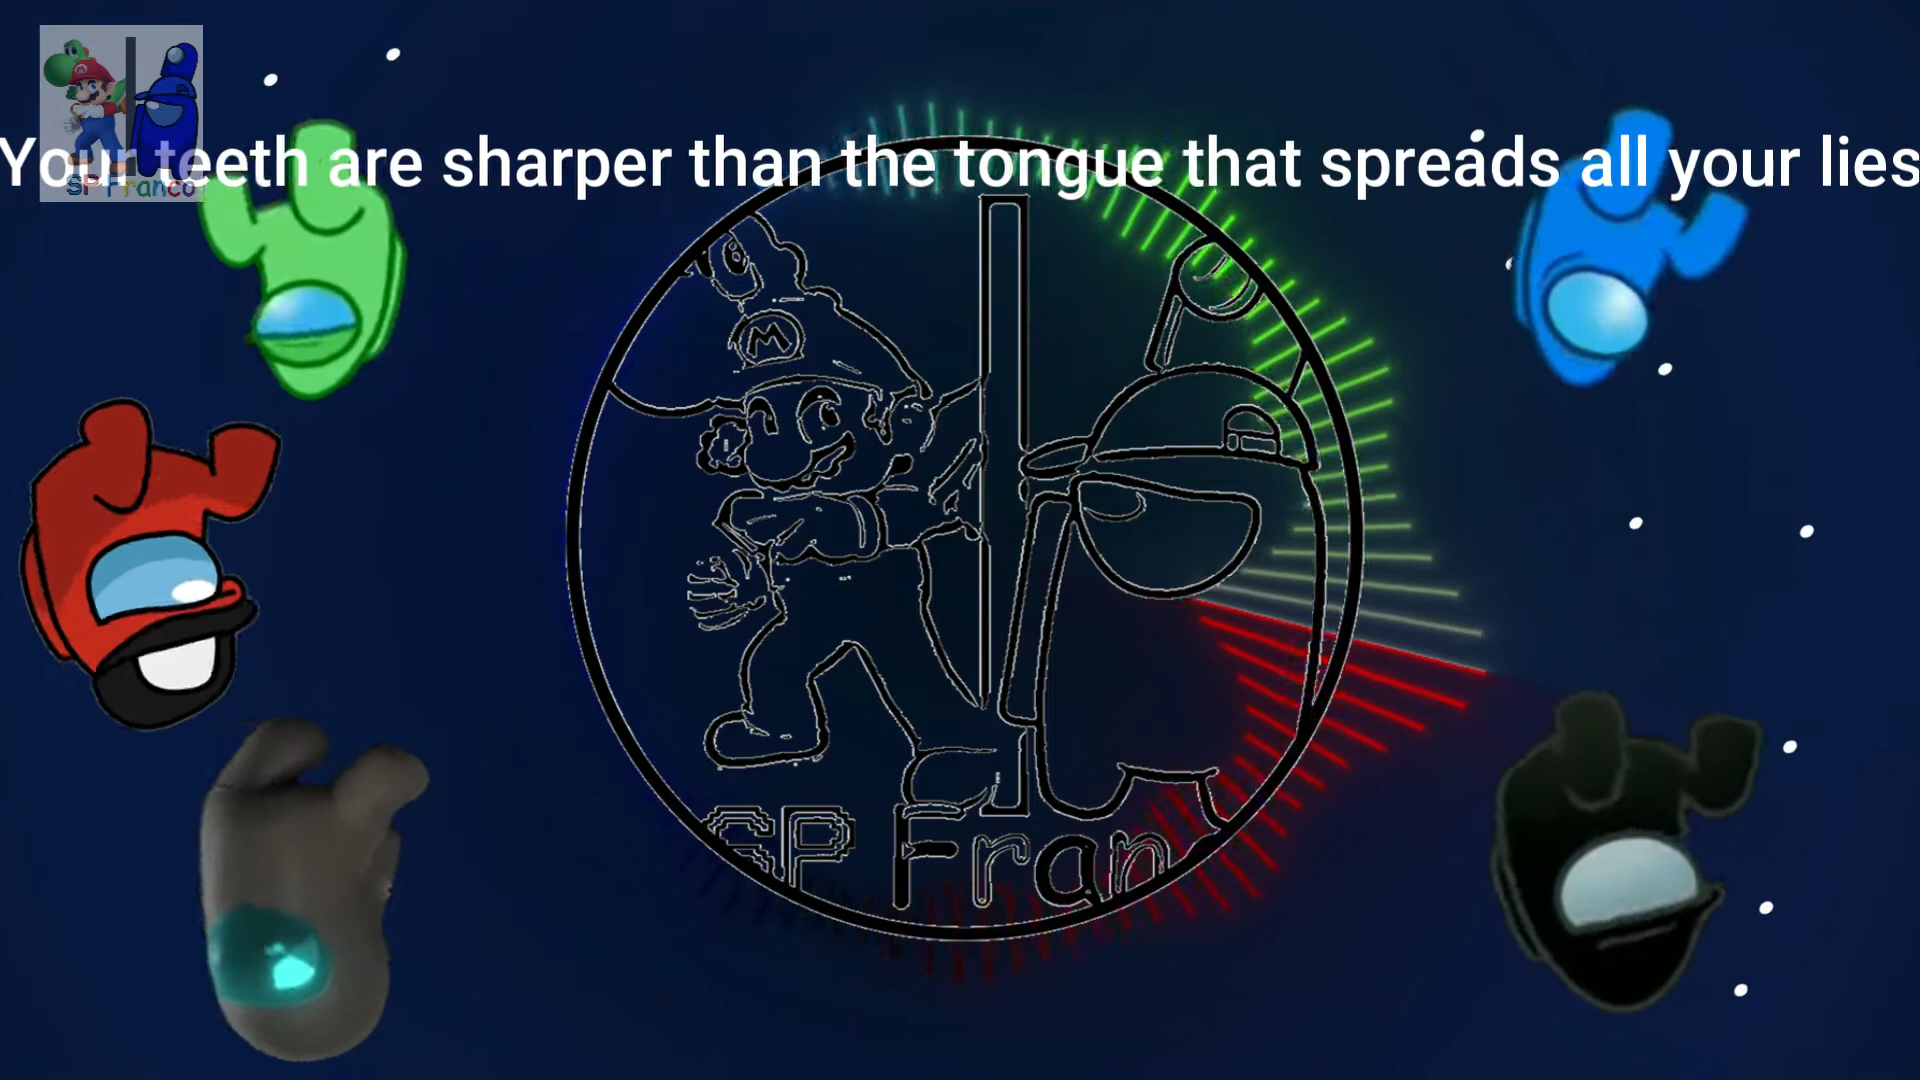 Your teeth are sharper than the tongue that spreads all your lies
SP Franco
M
SP Fran